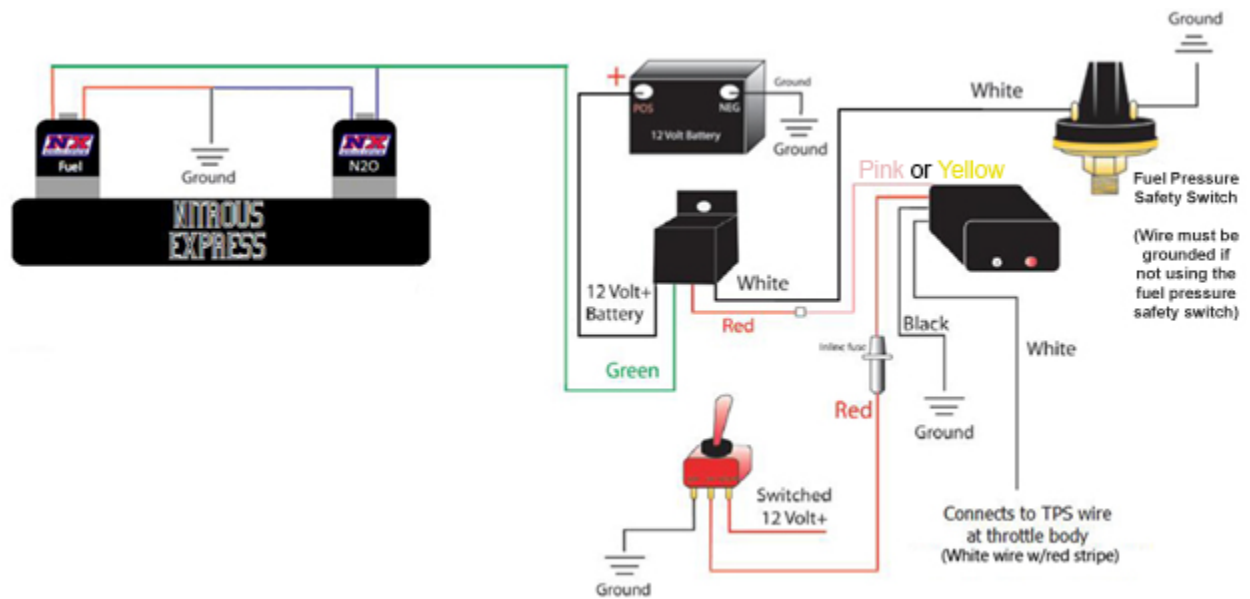 Ground
White
+
POS
NEG
Ground
12 Volt Battery
Ground
NX
Fuel
NX
N2O
Ground
NITROUS
EXPRESS
Pink or Yellow
Fuel Pressure
Safety Switch
(Wire must be
grounded if
not using the
fuel pressure
safety switch)
12 Volt+
Battery
White
Red
Black
Inline fuse
White
Green
Red
Ground
Switched
12 Volt+
Connects to TPS wire
at throttle body
(White wire w/red stripe)
Ground